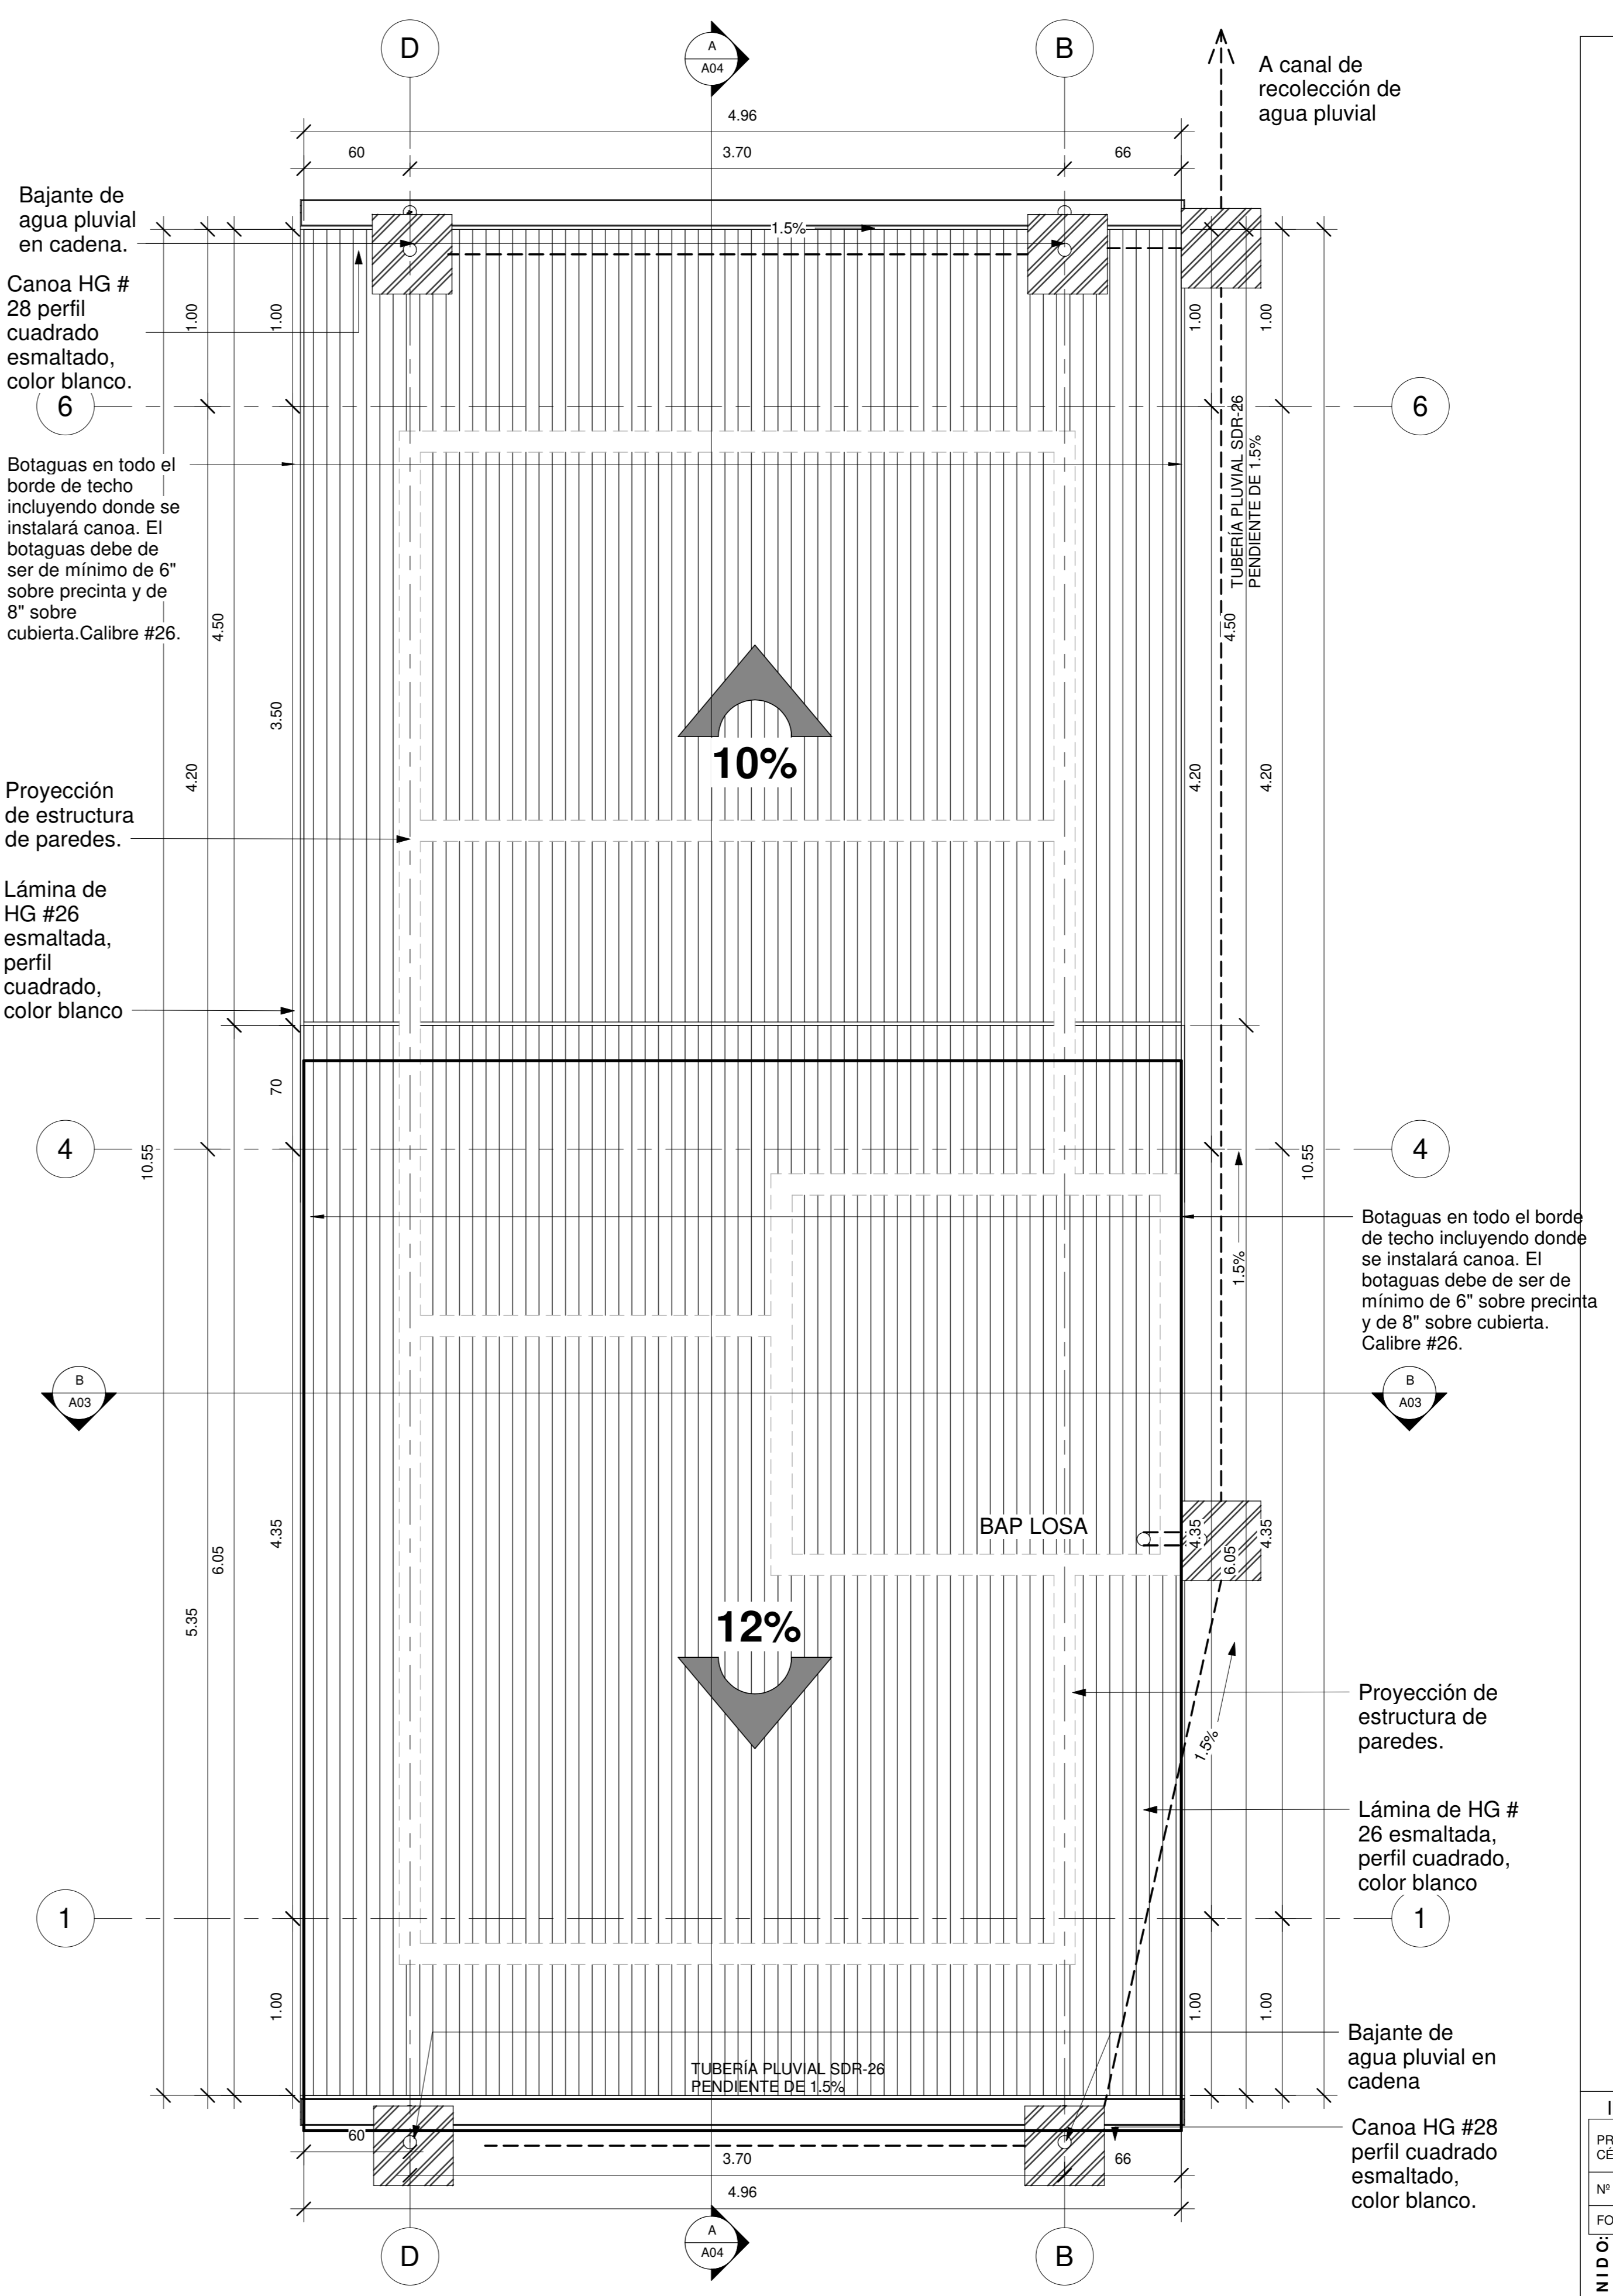 D
A
A04
B
A canal de
recolección de
agua pluvial
4.96
60
3.70
66
Bajante de
agua pluvial
en cadena.
1.5%
Canoa HG #
28 perfil
cuadrado
esmaltado,
color blanco.
1.00
1.00
1.00
1.00
6
6
TUBERÍA PLUVIAL SDR-26
PENDIENTE DE 1.5%
Botaguas en todo el
borde de techo
incluyendo donde se
instalará canoa. El
botaguas debe de
ser de mínimo de 6"
sobre precinta y de
8" sobre
cubierta.Calibre #26.
4.50
4.50
3.50
10%
4.20
4.20
4.20
Proyección
de estructura
de paredes.
Lámina de
HG #26
esmaltada,
perfil
cuadrado,
color blanco
70
4
4
10.55
10.55
Botaguas en todo el borde
de techo incluyendo donde
se instalará canoa. El
botaguas debe de ser de
mínimo de 6" sobre precinta
y de 8" sobre cubierta.
Calibre #26.
1.5%
B
A03
B
A03
BAP LOSA
4.35
4.35
4.35
6.05
6.05
5.35
12%
1.5%
Proyección de
estructura de
paredes.
Lámina de HG #
26 esmaltada,
perfil cuadrado,
color blanco
1
1
1.00
1.00
1.00
TUBERÍA PLUVIAL SDR-26
PENDIENTE DE 1.5%
Bajante de
agua pluvial en
cadena
Canoa HG #28
perfil cuadrado
esmaltado,
color blanco.
60
3.70
66
4.96
D
A
A04
B
I
PR
CÉ
Nº
FO
NIDO: